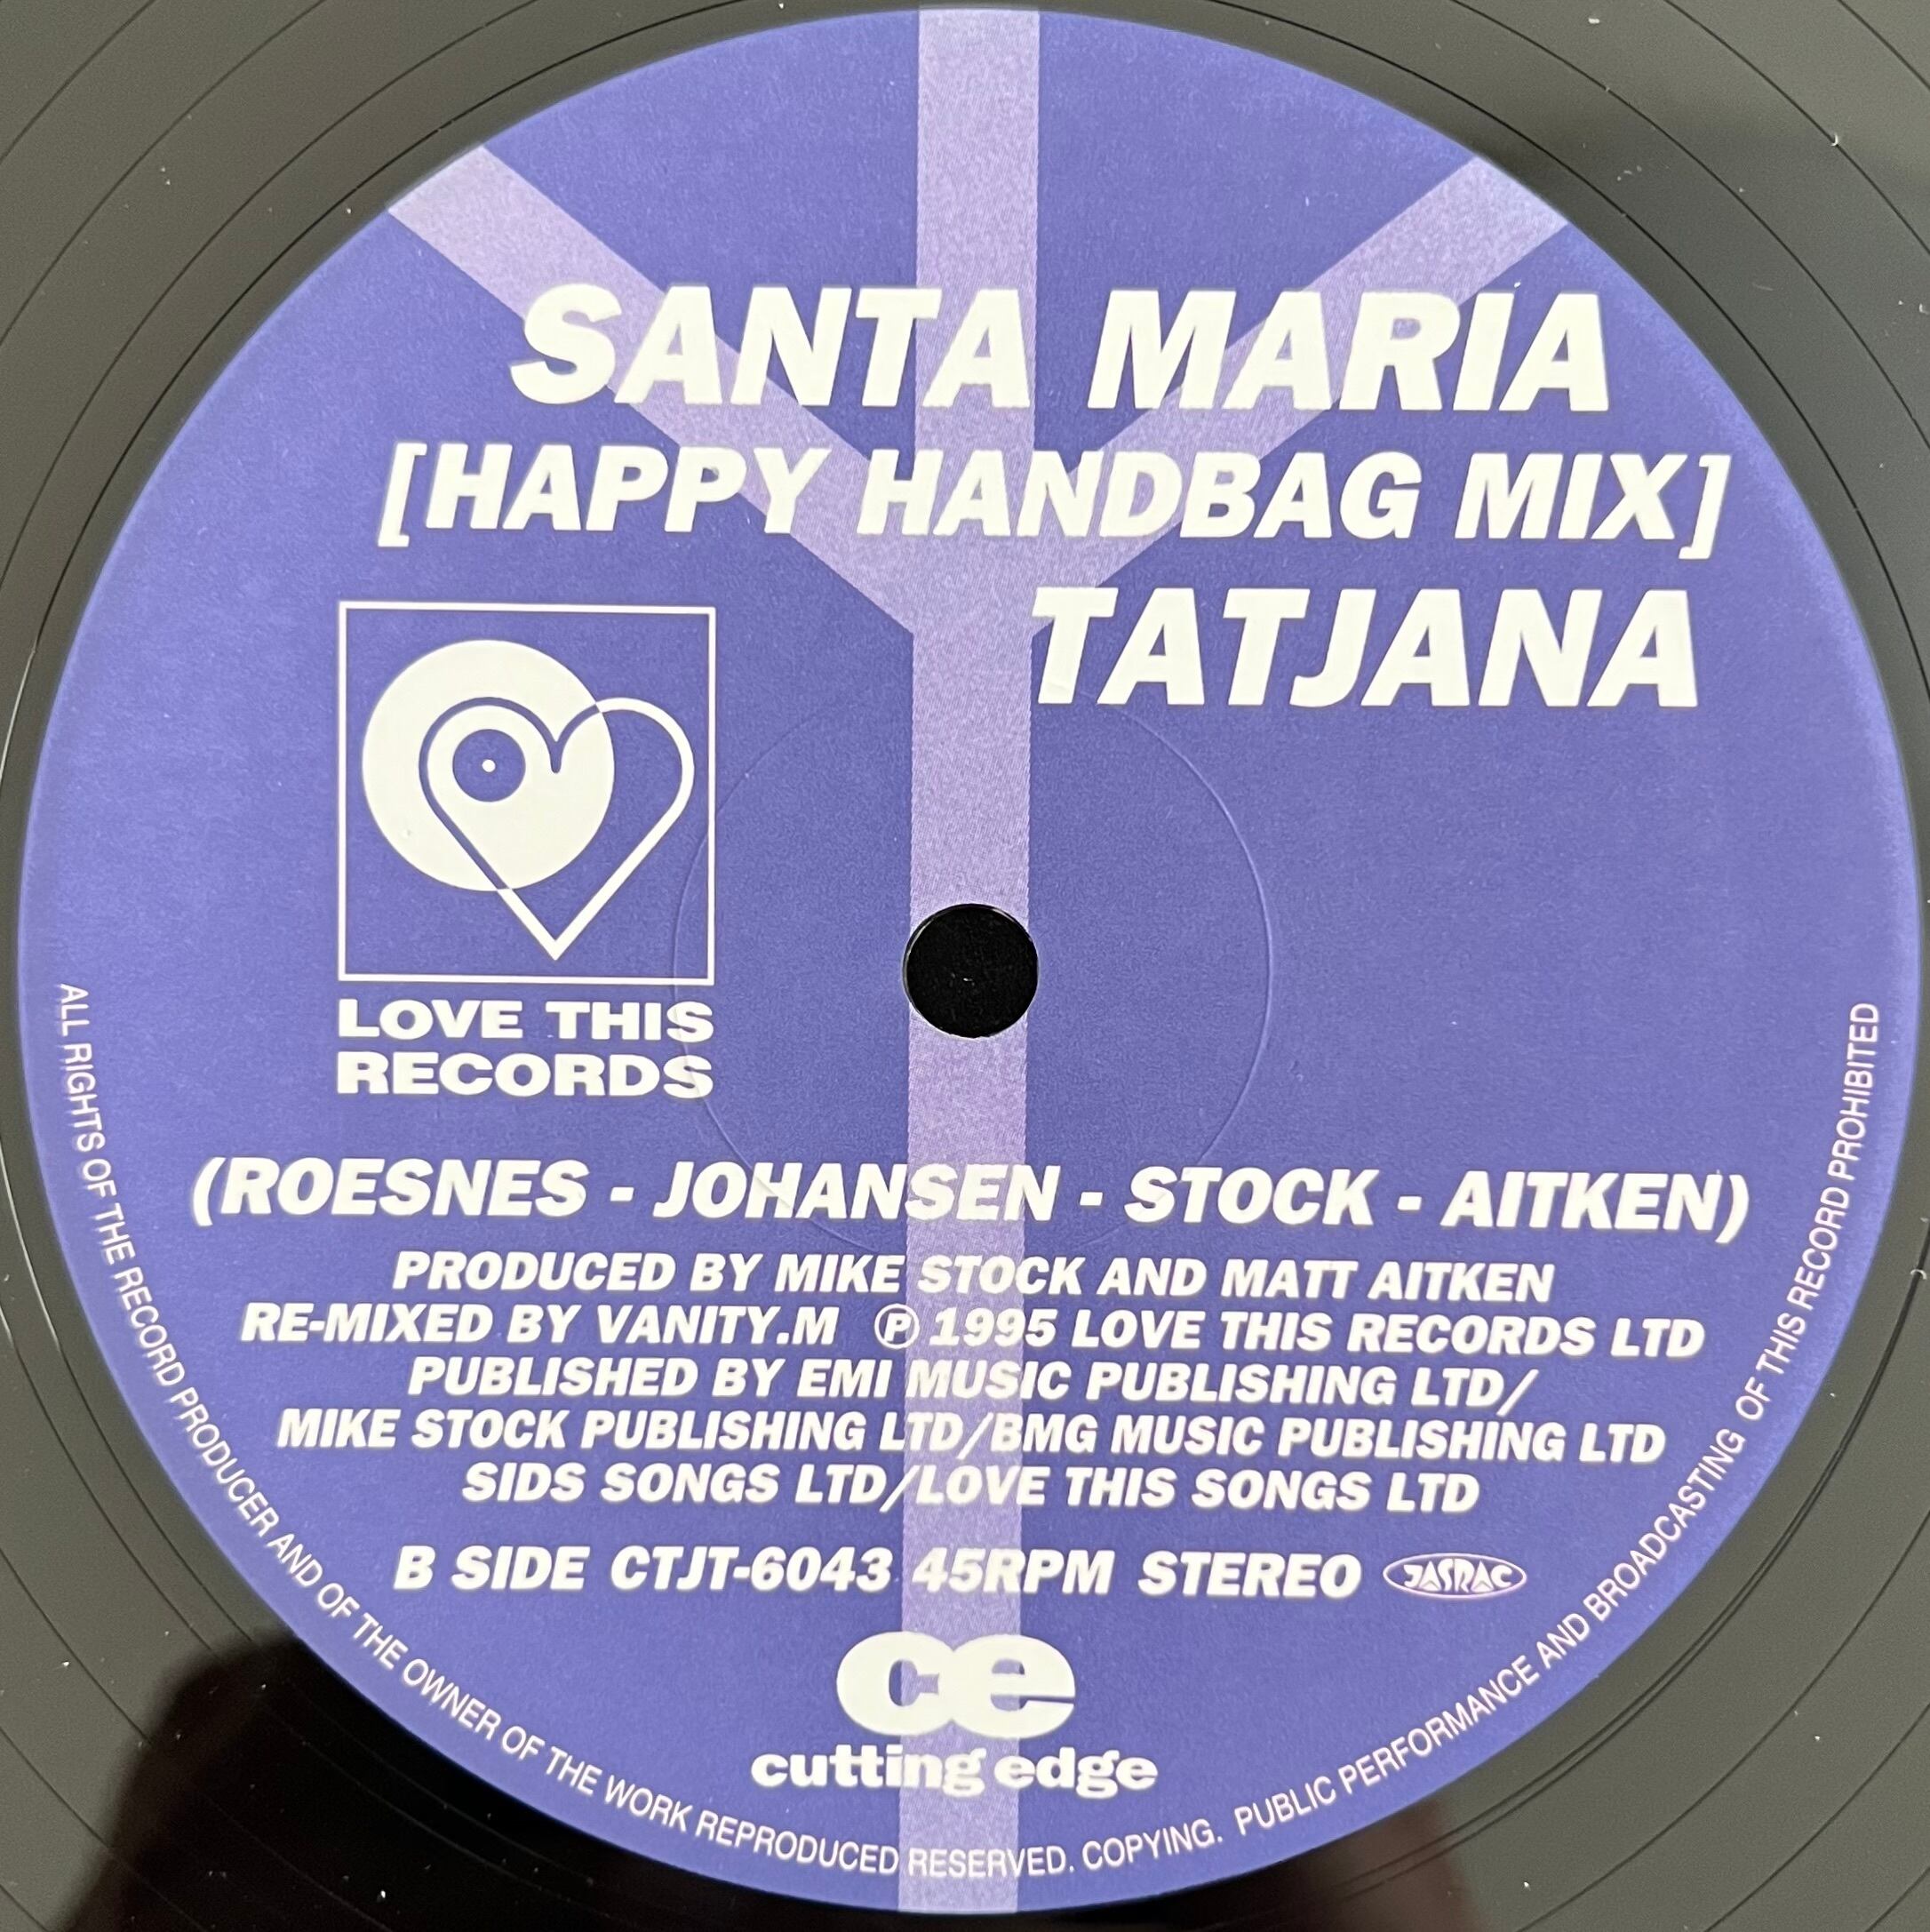 SANTA MARIA
[HAPPY HANDBAG MIX]
TATJANA
LOVE THIS
RECORDS
(ROESNES - JOHANSEN - STOCK - AITKEN)
PRODUCED BY MIKE STOCK AND MATT AITKEN
RE-MIXED BY VANITY.M ℗ 1995 LOVE THIS RECORDS LTD
PUBLISHED BY EMI MUSIC PUBLISHING LTD/
MIKE STOCK PUBLISHING LTD/BMG MUSIC PUBLISHING LTD
SIDS SONGS LTD/LOVE THIS SONGS LTD
B SIDE CTJT-6043 45RPM STEREO JASRAC
ce
cutting edge
ALL RIGHTS OF THE RECORD PRODUCER AND OF THE OWNER OF THE WORK REPRODUCED RESERVED. COPYING. PUBLIC PERFORMANCE AND BROADCASTING OF THIS RECORD PROHIBITED